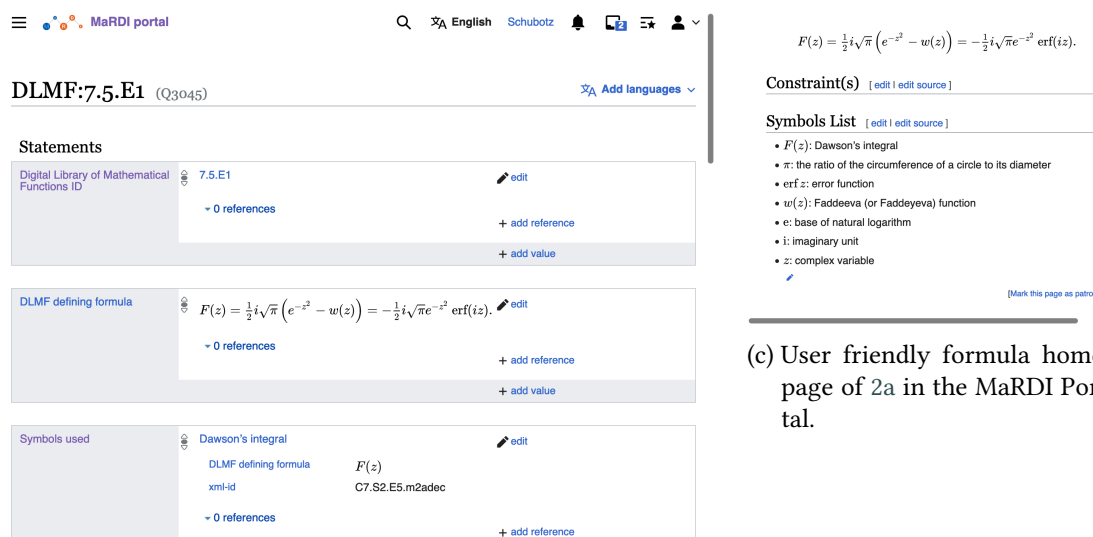 MaRDI portal
English Schubotz 2
DLMF:7.5.E1 (Q3045)
Add languages
Statements
Digital Library of Mathematical
Functions ID
7.5.E1
edit
0 references
+ add reference
+ add value
DLMF defining formula
F(z) = ½i√π (e^{-z²} − w(z)) = −½i√πe^{-z²} erf(iz).
edit
0 references
+ add reference
+ add value
Symbols used
Dawson's integral
edit
DLMF defining formula F(z)
xml-id C7.S2.E5.m2adec
0 references
+ add reference
F(z) = ½i√π (e^{-z²} − w(z)) = −½i√πe^{-z²} erf(iz).
Constraint(s) [ edit | edit source ]
Symbols List [ edit | edit source ]
• F(z): Dawson's integral
• π: the ratio of the circumference of a circle to its diameter
• erf z: error function
• w(z): Faddeeva (or Faddeyeva) function
• e: base of natural logarithm
• i: imaginary unit
• z: complex variable
[Mark this page as patro
(c) User friendly formula hom
page of 2a in the MaRDI Por
tal.